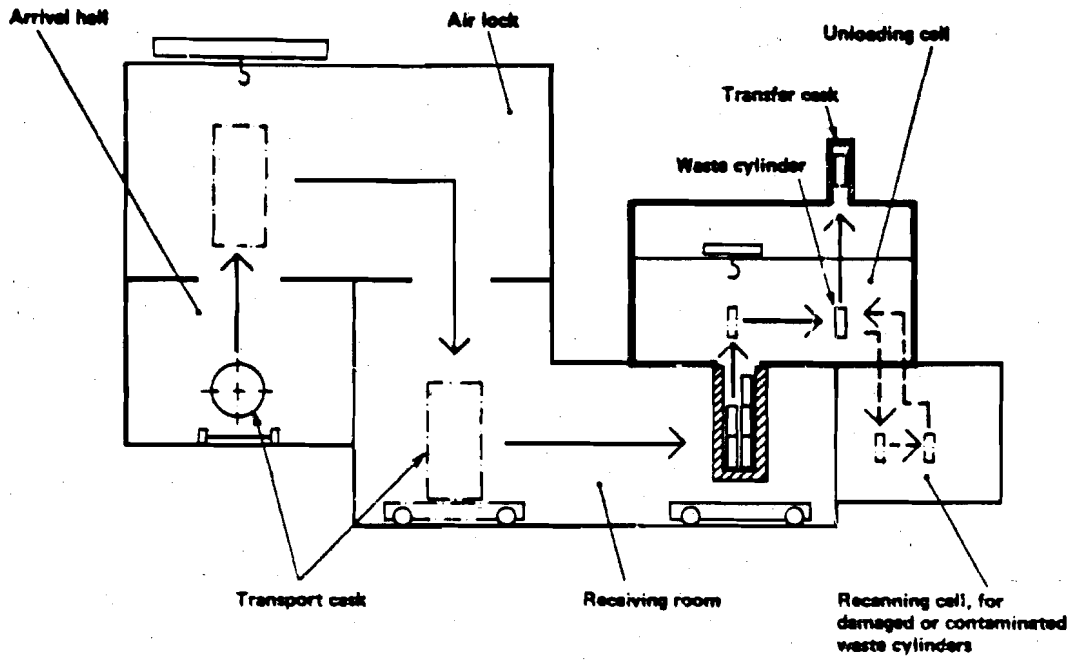 Arrival hall
Air lock
Unloading cell
Transfer cask
Waste cylinder
Transport cask
Receiving room
Recanning cell, for
damaged or contaminated
waste cylinders